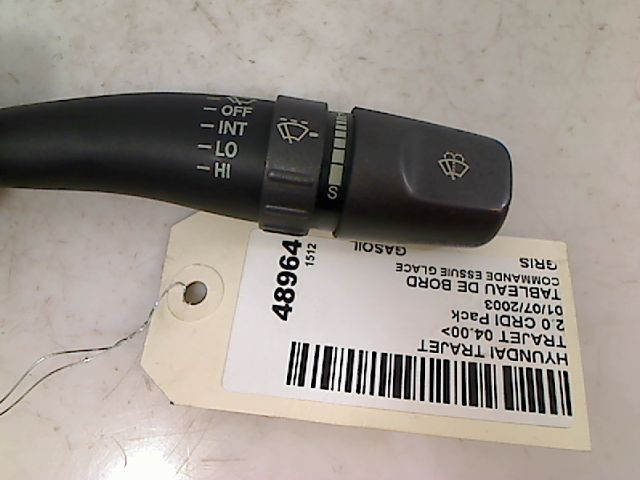 OFF
INT
LO
HI
S
HYUNDAI TRAJET
TRAJET 04.00>
2.0 CRDI Pack
01/07/2003
TABLEAU DE BORD
COMMANDE ESSUIE GLACE
GRIS
GASOIL
48964
1512